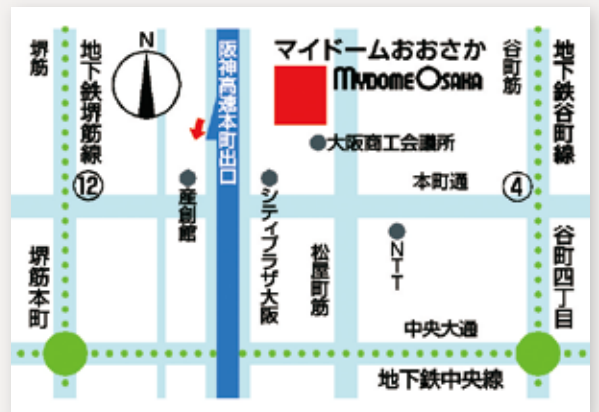 堺筋
地下鉄堺筋線
N
阪神高速本町出口
マイドームおおさか
MYDOME OSAKA
谷町筋
地下鉄谷町線
大阪商工会議所
⑫
産創館
シティプラザ大阪
本町通
④
堺筋本町
松屋町筋
NTT
谷町四丁目
中央大通
地下鉄中央線